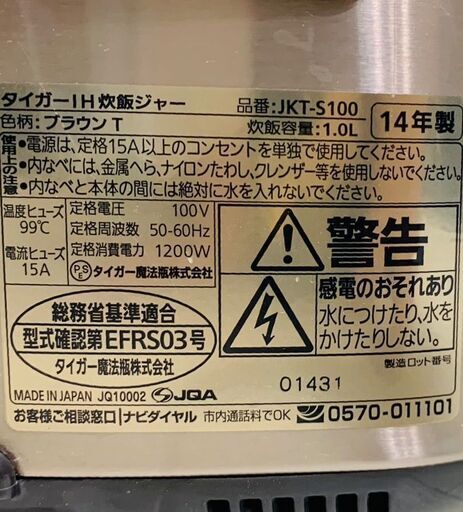 タイガーIH炊飯ジャー 品番:JKT-S100
色柄:ブラウン T 炊飯容量:1.0L 14年製
使用上の注意
•電源は、定格15A以上のコンセントを単独で使用してください。
•内なべには、金属へら、ナイロンたわし、クレンザー等を使用しないでください。
•内なべと本体の間には絶対に水を入れないでください。
温度ヒューズ 99℃
電流ヒューズ 15A
定格電圧 100V
定格周波数 50-60Hz
定格消費電力 1200W
PSE タイガー魔法瓶株式会社
警告
感電のおそれあり
水につけたり、水を
かけたりしない。
総務省基準適合
型式確認第EFRS03号
タイガー魔法瓶株式会社
製造ロット番号
01431
MADE IN JAPAN JQ10002 JQA
お客様ご相談窓口 ナビダイヤル 市内通話料でOK 0570-011101